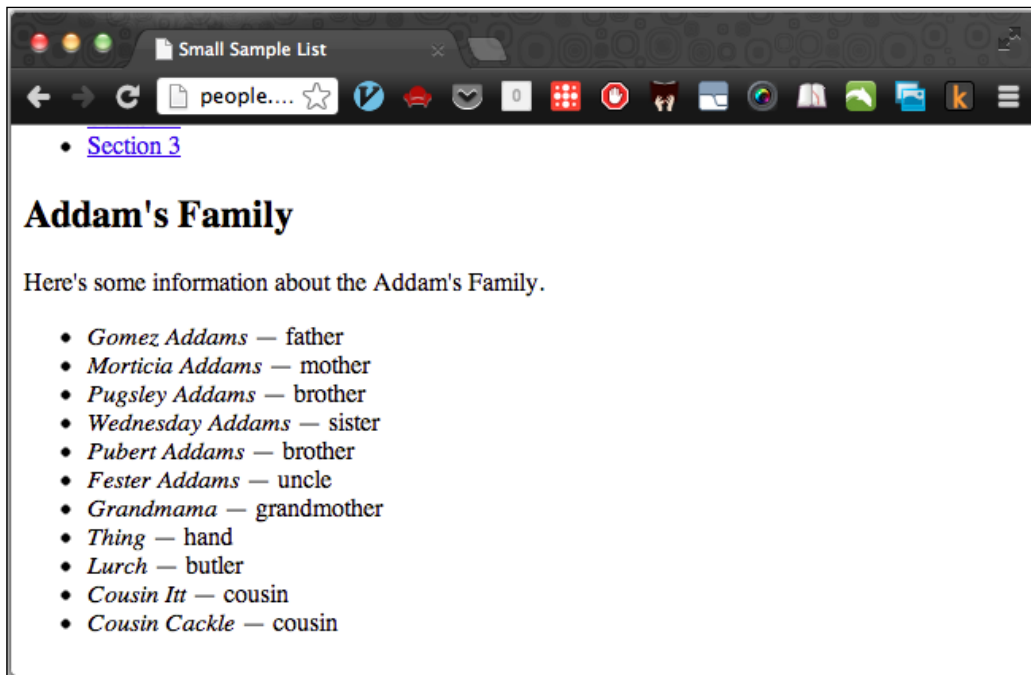 Small Sample List
people....
0
k
Section 3
Addam's Family
Here's some information about the Addam's Family.
Gomez Addams — father
Morticia Addams — mother
Pugsley Addams — brother
Wednesday Addams — sister
Pubert Addams — brother
Fester Addams — uncle
Grandmama — grandmother
Thing — hand
Lurch — butler
Cousin Itt — cousin
Cousin Cackle — cousin